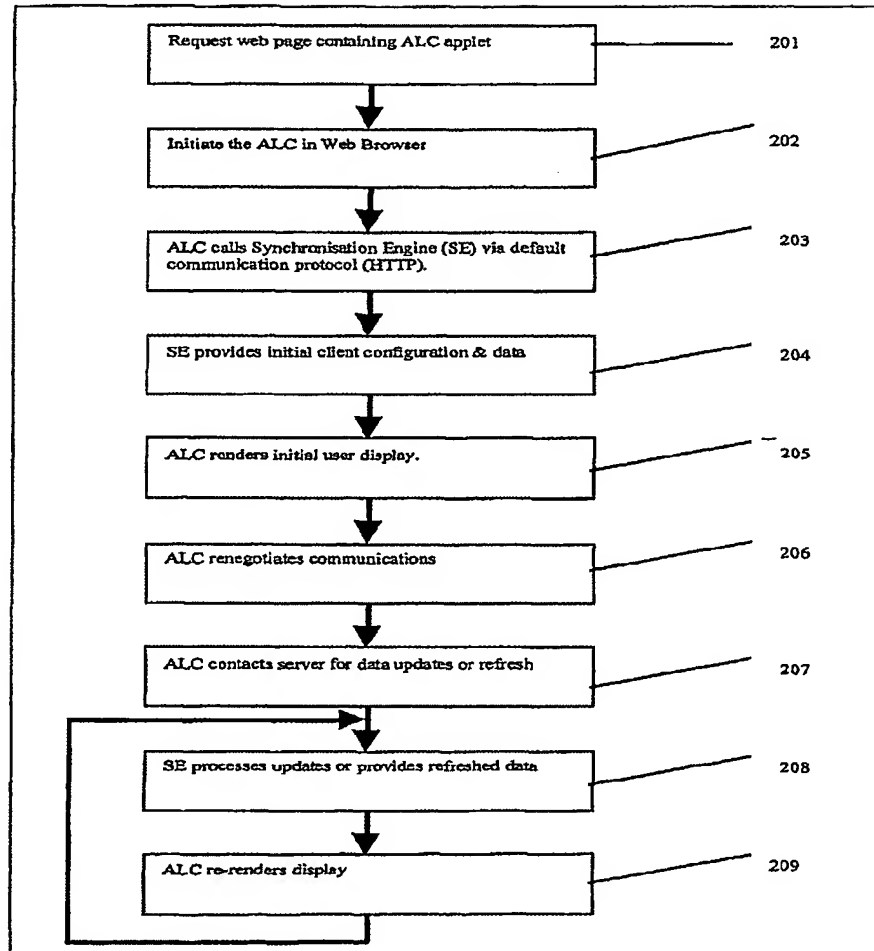 Request web page containing ALC applet
201
Initiate the ALC in Web Browser
202
ALC calls Synchronisation Engine (SE) via default
communication protocol (HTTP).
203
SE provides initial client configuration & data
204
ALC renders initial user display.
205
ALC renegotiates communications
206
ALC contacts server for data updates or refresh
207
SE processes updates or provides refreshed data
208
ALC re-renders display
209